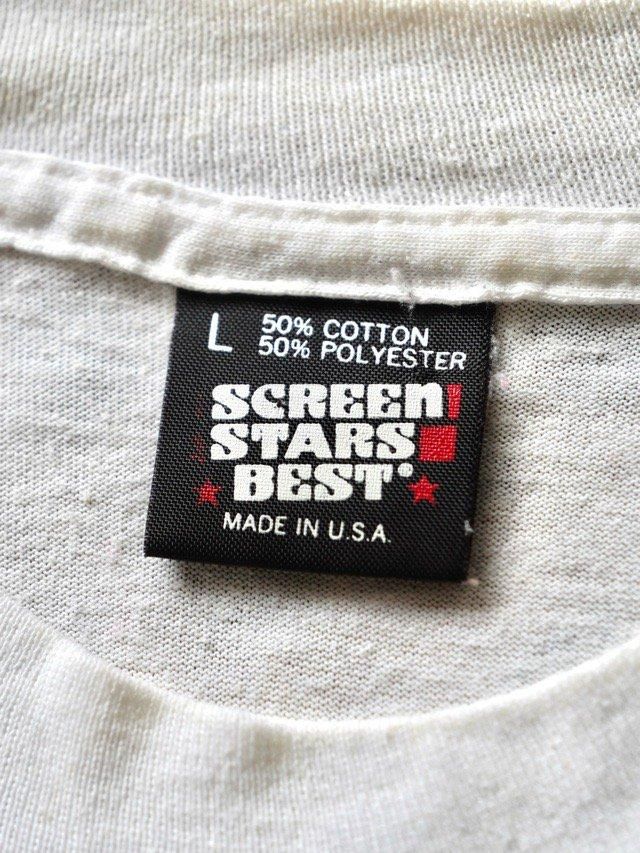 L 50% COTTON
50% POLYESTER
SCREEN
STARS
BEST
MADE IN U.S.A.